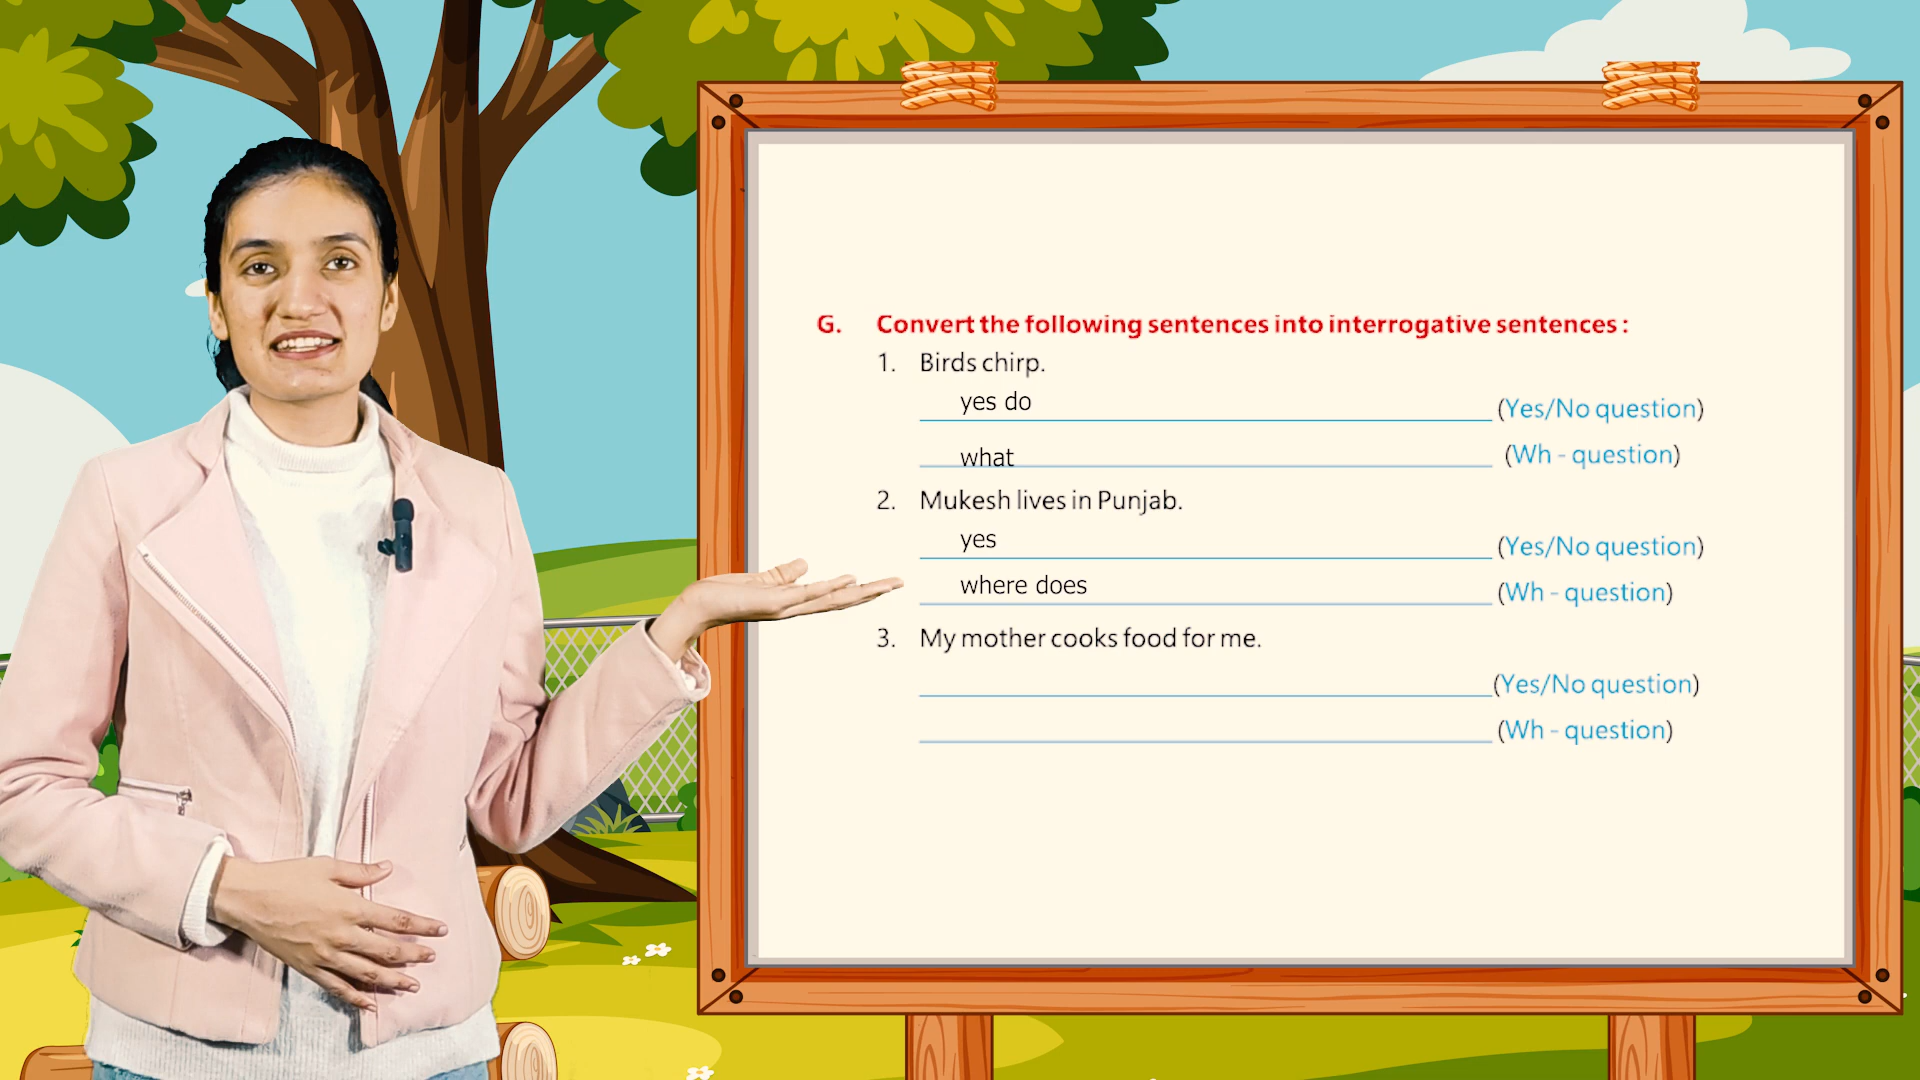 G. Convert the following sentences into interrogative sentences :
1. Birds chirp.
yes do (Yes/No question)
what (Wh - question)
2. Mukesh lives in Punjab.
yes (Yes/No question)
where does (Wh - question)
3. My mother cooks food for me.
(Yes/No question)
(Wh - question)